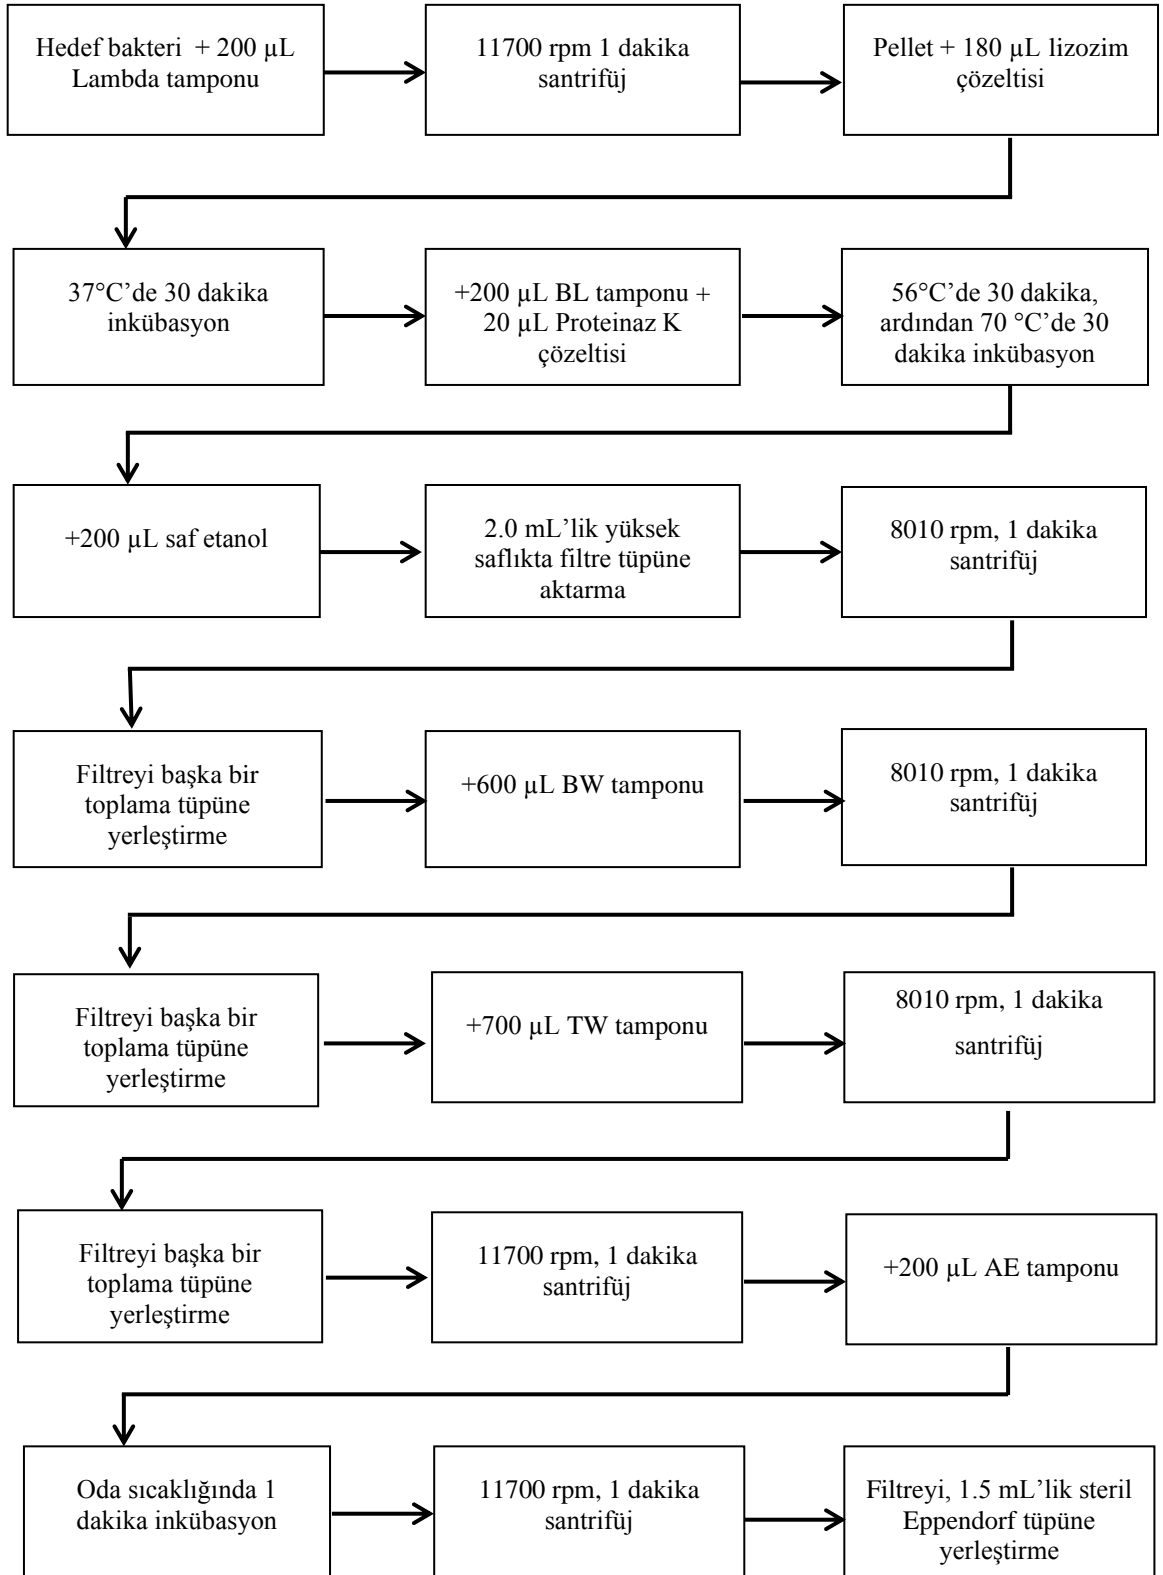 Hedef bakteri + 200 µL
Lambda tamponu
11700 rpm 1 dakika
santrifüj
Pellet + 180 µL lizozim
çözeltisi
37°C’de 30 dakika
inkübasyon
+200 µL BL tamponu +
20 µL Proteinaz K
çözeltisi
56°C’de 30 dakika,
ardından 70 °C’de 30
dakika inkübasyon
+200 µL saf etanol
2.0 mL’lik yüksek
saflıkta filtre tüpüne
aktarma
8010 rpm, 1 dakika
santrifüj
Filtreyi başka bir
toplama tüpüne
yerleştirme
+600 µL BW tamponu
8010 rpm, 1 dakika
santrifüj
Filtreyi başka bir
toplama tüpüne
yerleştirme
+700 µL TW tamponu
8010 rpm, 1 dakika
santrifüj
Filtreyi başka bir
toplama tüpüne
yerleştirme
11700 rpm, 1 dakika
santrifüj
+200 µL AE tamponu
Oda sıcaklığında 1
dakika inkübasyon
11700 rpm, 1 dakika
santrifüj
Filtreyi, 1.5 mL’lik steril
Eppendorf tüpüne
yerleştirme